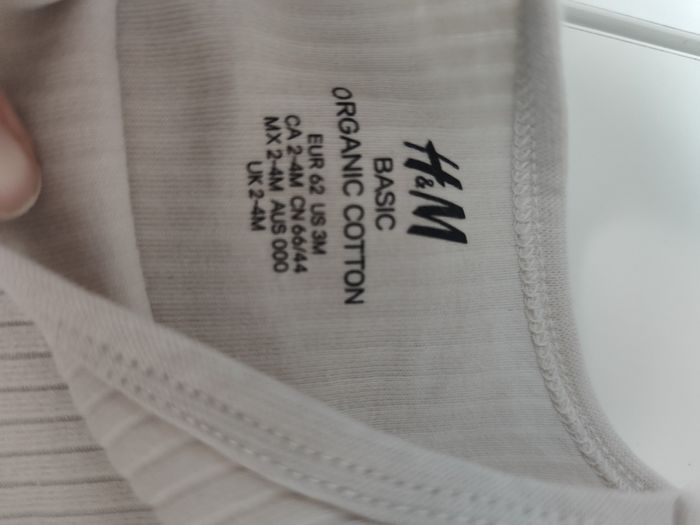 H&M
BASIC
ORGANIC COTTON
EUR 62 US 3M
CA 2-4M CN 66/44
MX 2-4M AUS 000
UK 2-4M